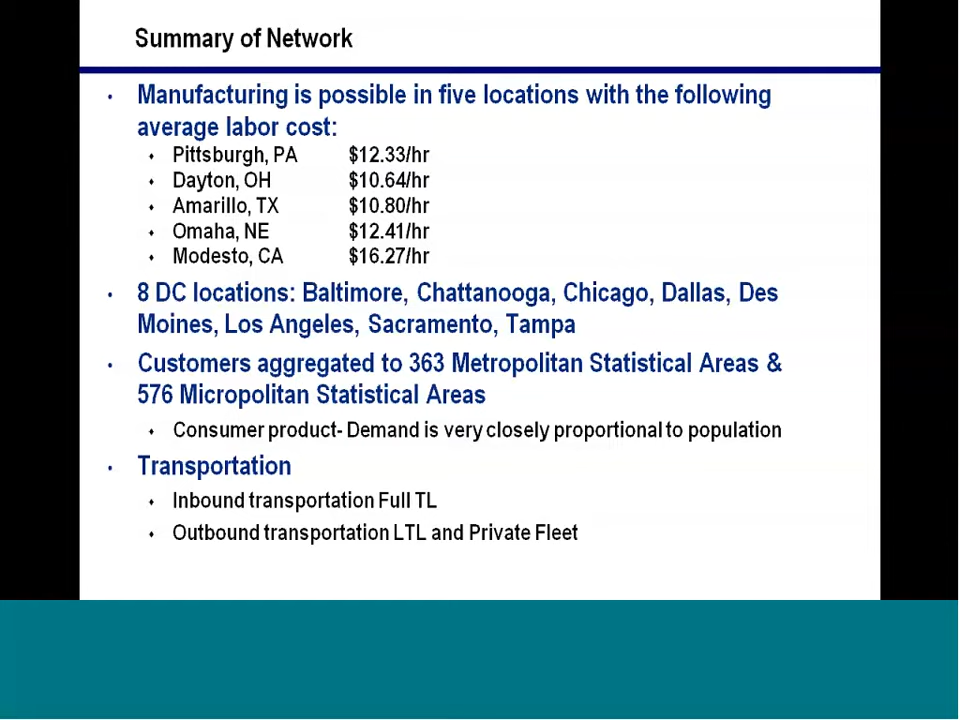 Summary of Network
• Manufacturing is possible in five locations with the following
average labor cost:
⬧ Pittsburgh, PA $12.33/hr
⬧ Dayton, OH $10.64/hr
⬧ Amarillo, TX $10.80/hr
⬧ Omaha, NE $12.41/hr
⬧ Modesto, CA $16.27/hr
• 8 DC locations: Baltimore, Chattanooga, Chicago, Dallas, Des
Moines, Los Angeles, Sacramento, Tampa
• Customers aggregated to 363 Metropolitan Statistical Areas &
576 Micropolitan Statistical Areas
⬧ Consumer product- Demand is very closely proportional to population
• Transportation
⬧ Inbound transportation Full TL
⬧ Outbound transportation LTL and Private Fleet